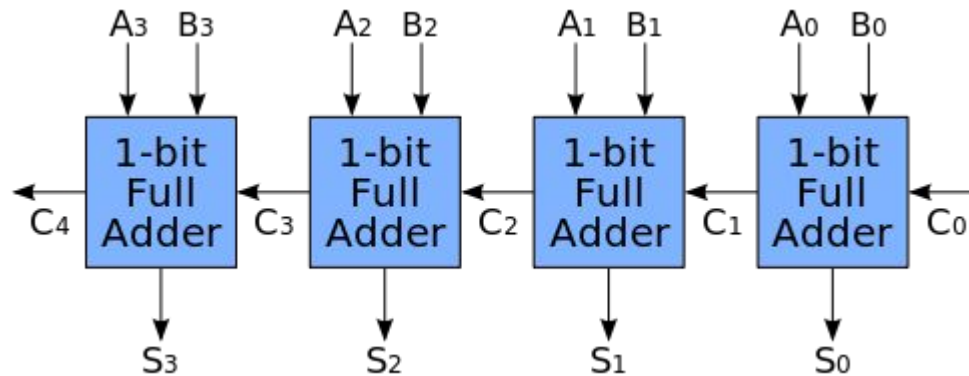 A3 B3 A2 B2 A1 B1 A0 B0
1-bit Full Adder
1-bit Full Adder
1-bit Full Adder
1-bit Full Adder
C4 C3 C2 C1 C0
S3 S2 S1 S0